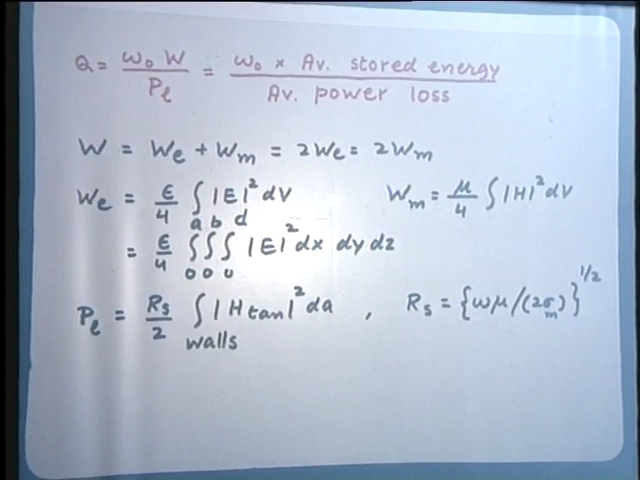 Q = ω₀ W / Pₗ = ω₀ × Av. stored energy / Av. power loss
W = We + Wm = 2We = 2Wm
We = ε/4 ∫ |E|² dV    Wm = μ/4 ∫ |H|² dV
= ε/4 ∫₀ᵃ ∫₀ᵇ ∫₀ᵈ |E|² dx dy dz
Pₗ = Rs/2 ∫ |H tan|² da , Rs = {ωμ/(2σm)}^1/2
walls